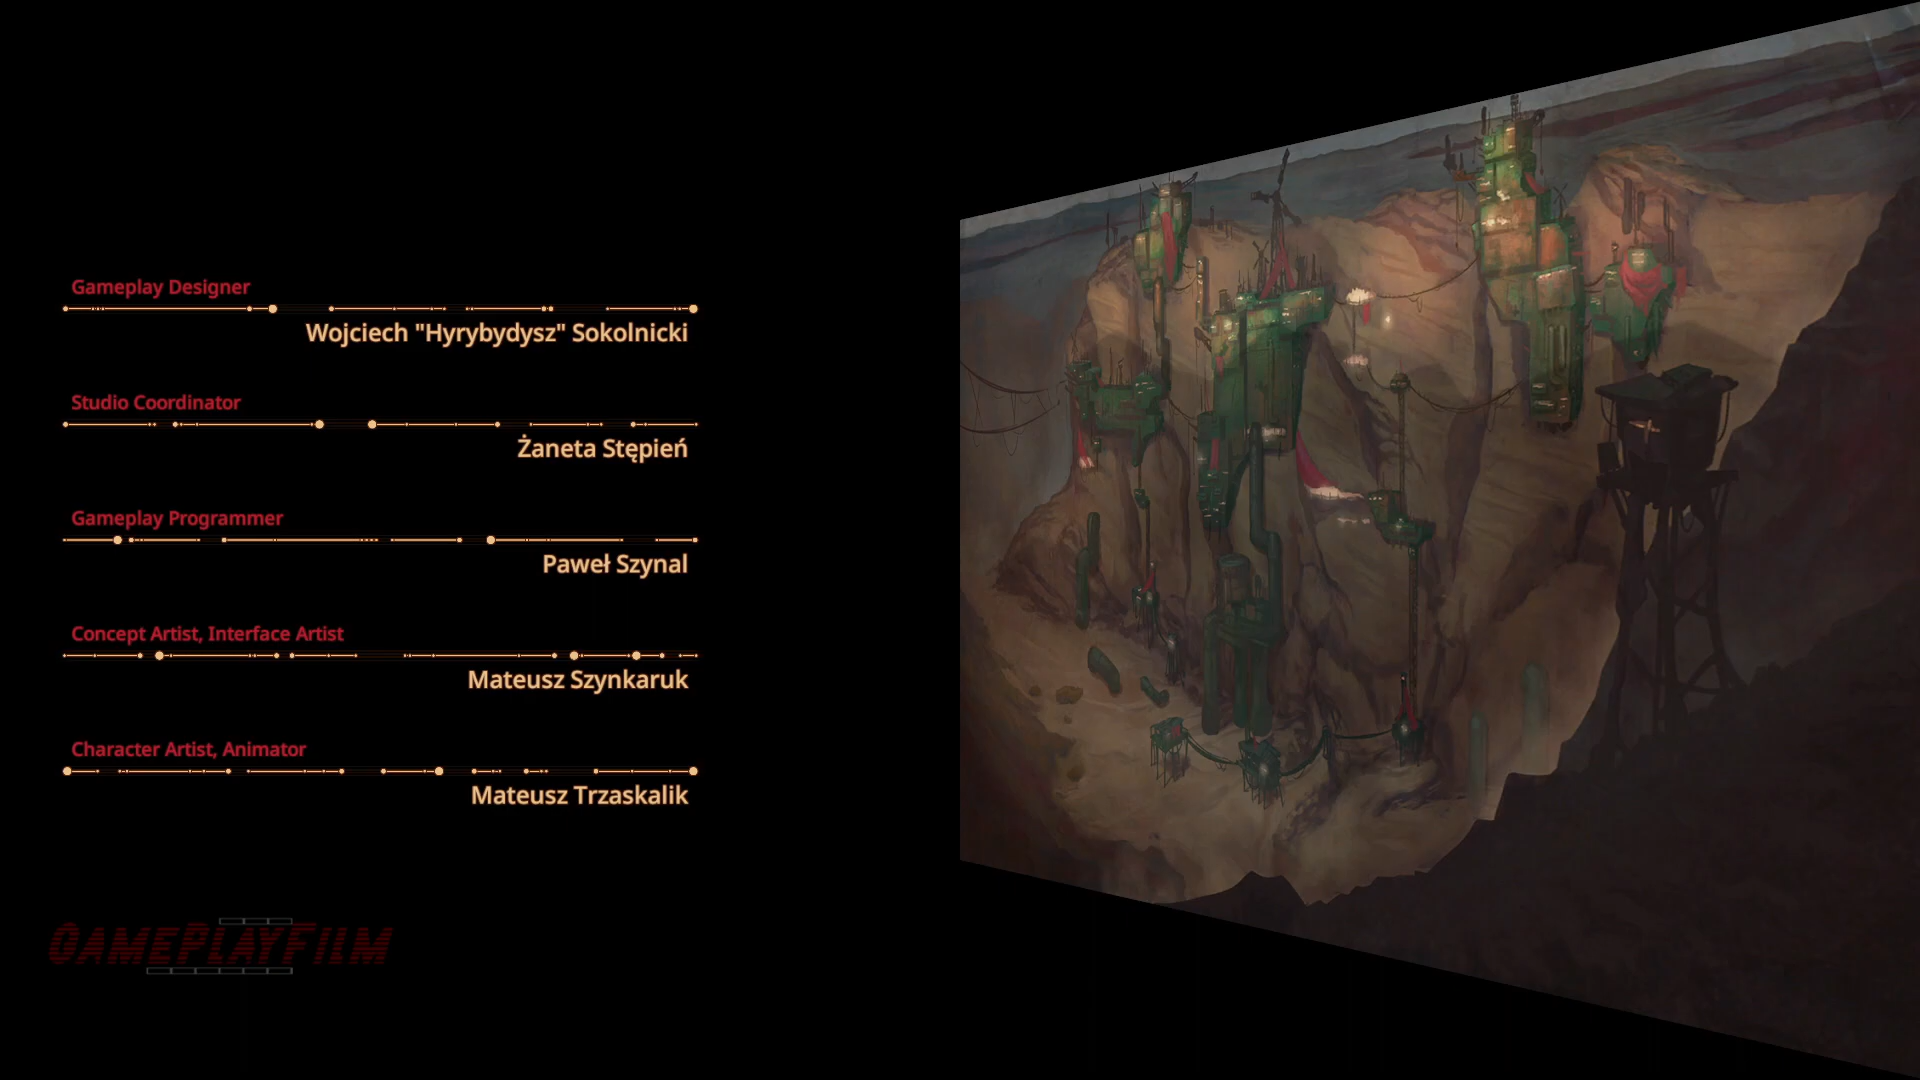 Gameplay Designer
Wojciech "Hyrybydysz" Sokolnicki
Studio Coordinator
Żaneta Stępień
Gameplay Programmer
Paweł Szynal
Concept Artist, Interface Artist
Mateusz Szynkaruk
Character Artist, Animator
Mateusz Trzaskalik
GamePlayFilm